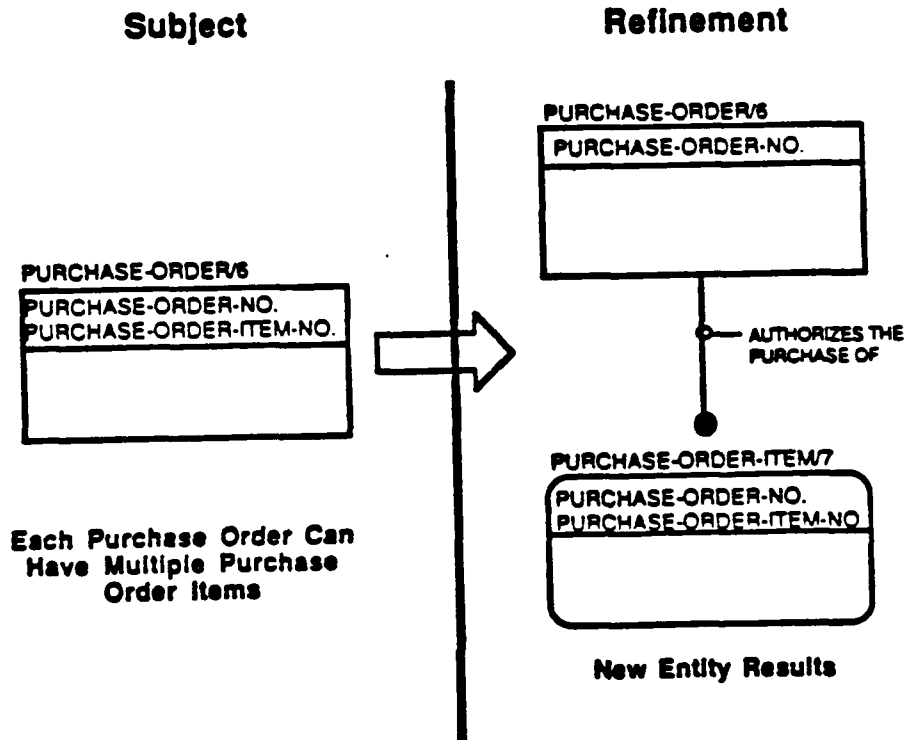 Subject
Refinement
PURCHASE-ORDER/6
PURCHASE-ORDER-NO.
PURCHASE-ORDER-ITEM-NO.
Each Purchase Order Can
Have Multiple Purchase
Order Items
PURCHASE-ORDER/6
PURCHASE-ORDER-NO.
AUTHORIZES THE
PURCHASE OF
PURCHASE-ORDER-ITEM/7
PURCHASE-ORDER-NO.
PURCHASE-ORDER-ITEM-NO
New Entity Results